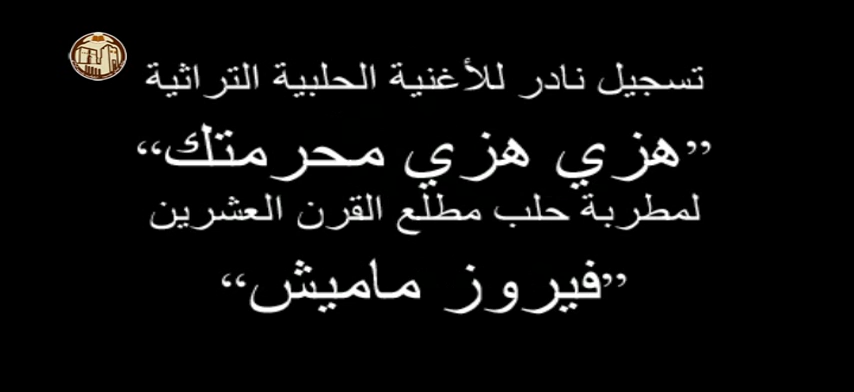 تسجيل نادر للأغنية الحلبية التراثية
”هزي هزي محرمتك“
لمطربة حلب مطلع القرن العشرين
”فيروز ماميش“